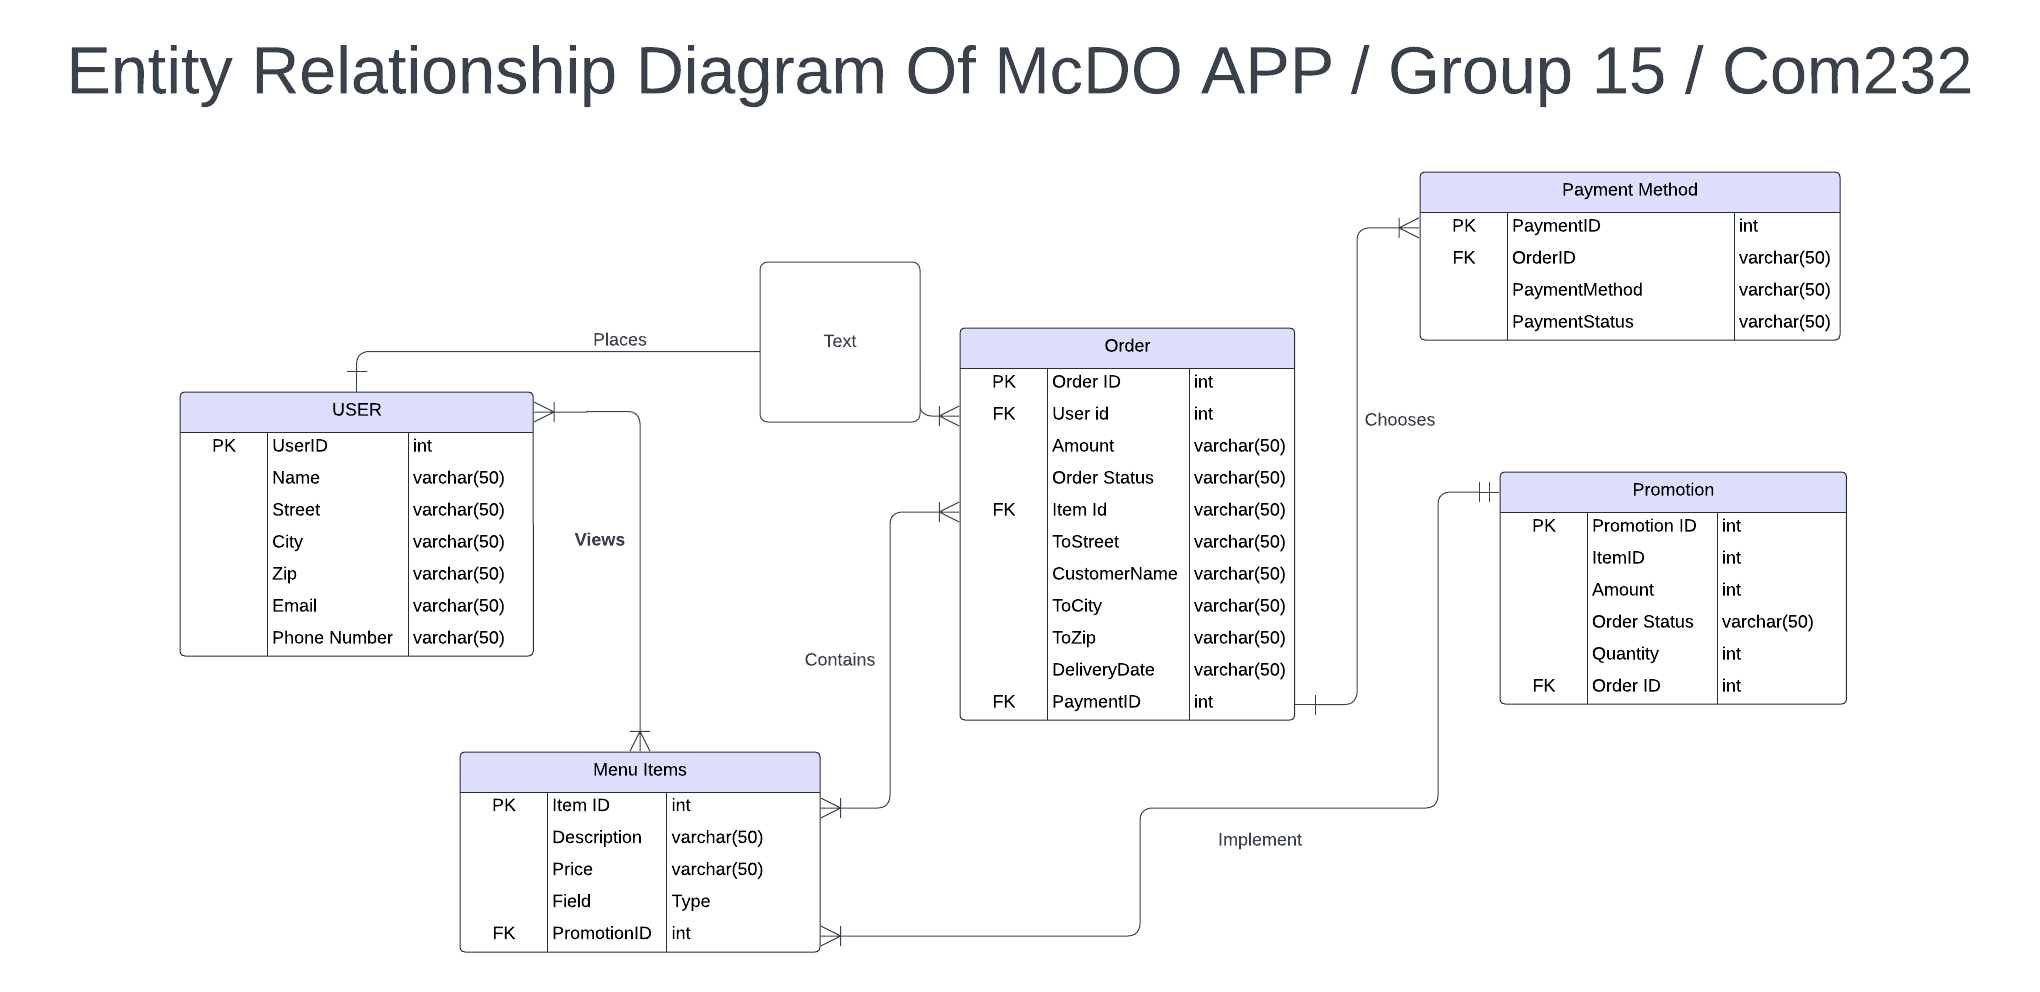 Entity Relationship Diagram Of McDO APP / Group 15 / Com232
Payment Method
PK PaymentID int
FK OrderID varchar(50)
PaymentMethod varchar(50)
PaymentStatus varchar(50)
Places
Text
Order
PK Order ID int
FK User id int
Amount varchar(50)
Order Status varchar(50)
FK Item Id varchar(50)
ToStreet varchar(50)
CustomerName varchar(50)
ToCity varchar(50)
ToZip varchar(50)
DeliveryDate varchar(50)
FK PaymentID int
Chooses
USER
PK UserID int
Name varchar(50)
Street varchar(50)
City varchar(50)
Zip varchar(50)
Email varchar(50)
Phone Number varchar(50)
Views
Promotion
PK Promotion ID int
ItemID int
Amount int
Order Status varchar(50)
Quantity int
FK Order ID int
Contains
Menu Items
PK Item ID int
Description varchar(50)
Price varchar(50)
Field Type
FK PromotionID int
Implement